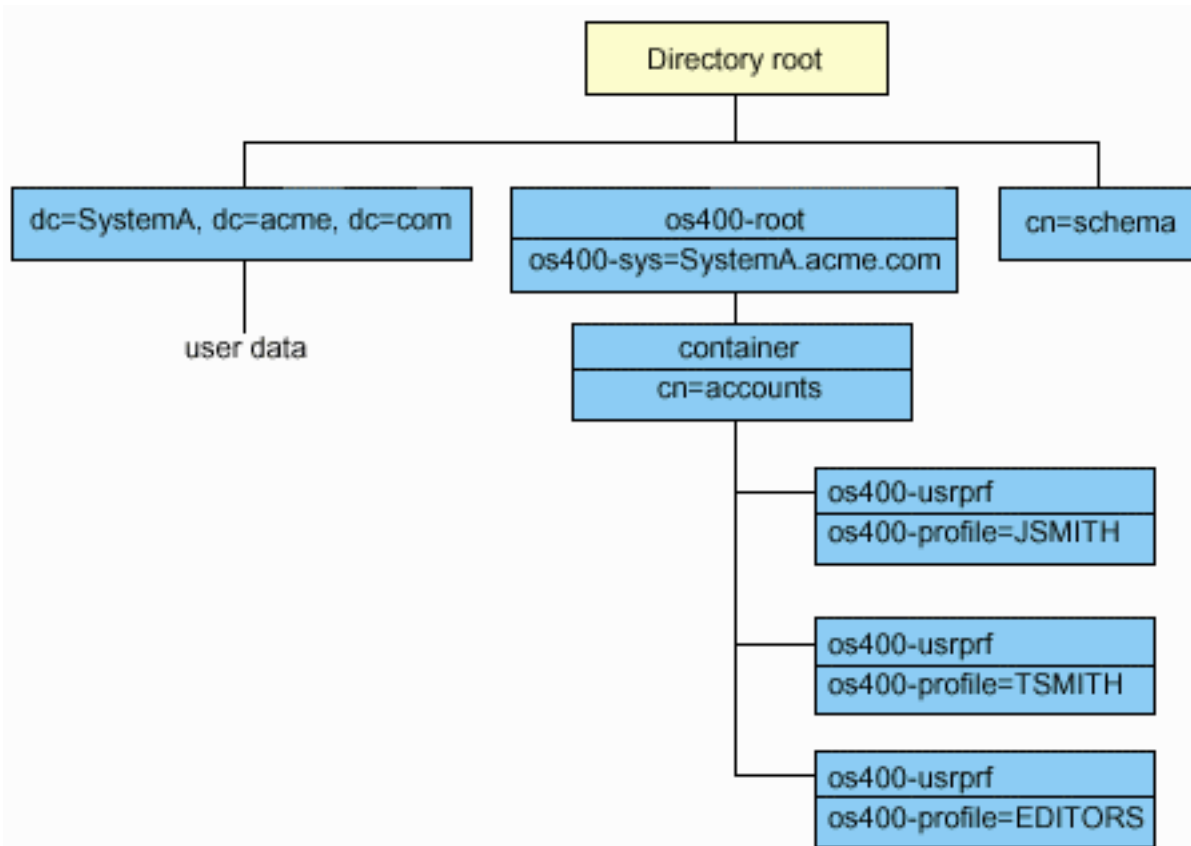 Directory root
dc=SystemA, dc=acme, dc=com
os400-root
os400-sys=SystemA.acme.com
cn=schema
user data
container
cn=accounts
os400-usrprf
os400-profile=JSMITH
os400-usrprf
os400-profile=TSMITH
os400-usrprf
os400-profile=EDITORS